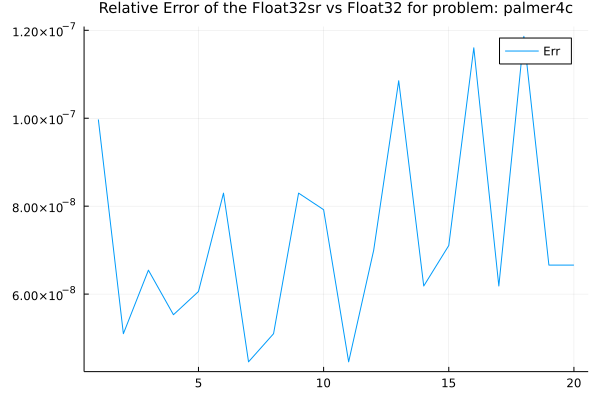 Relative Error of the Float32sr vs Float32 for problem: palmer4c
1.20×10⁻⁷
Err
1.00×10⁻⁷
8.00×10⁻⁸
6.00×10⁻⁸
5 10 15 20